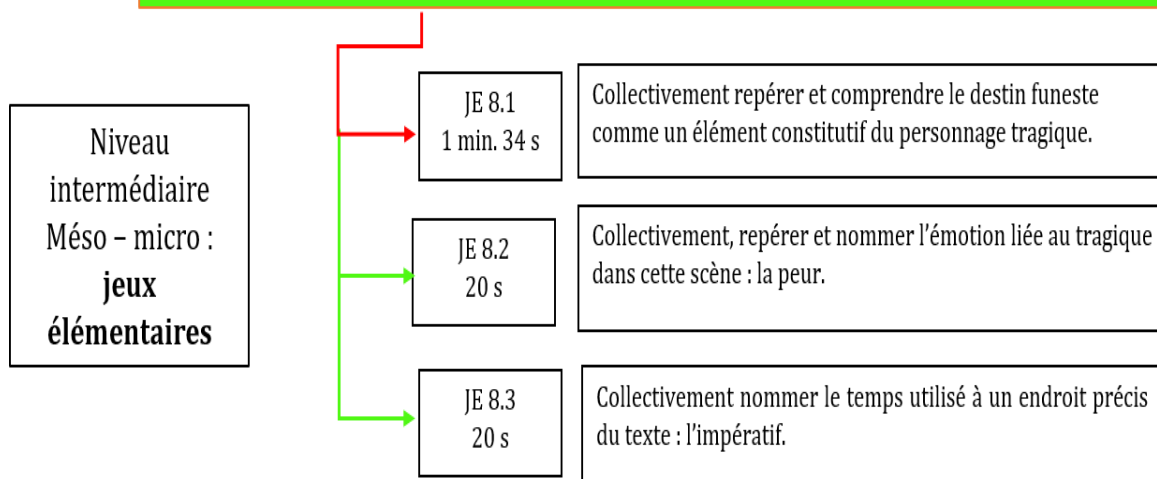 Niveau
intermédiaire
Méso – micro :
jeux
élémentaires
JE 8.1
1 min. 34 s
Collectivement repérer et comprendre le destin funeste
comme un élément constitutif du personnage tragique.
JE 8.2
20 s
Collectivement, repérer et nommer l’émotion liée au tragique
dans cette scène : la peur.
JE 8.3
20 s
Collectivement nommer le temps utilisé à un endroit précis
du texte : l’impératif.